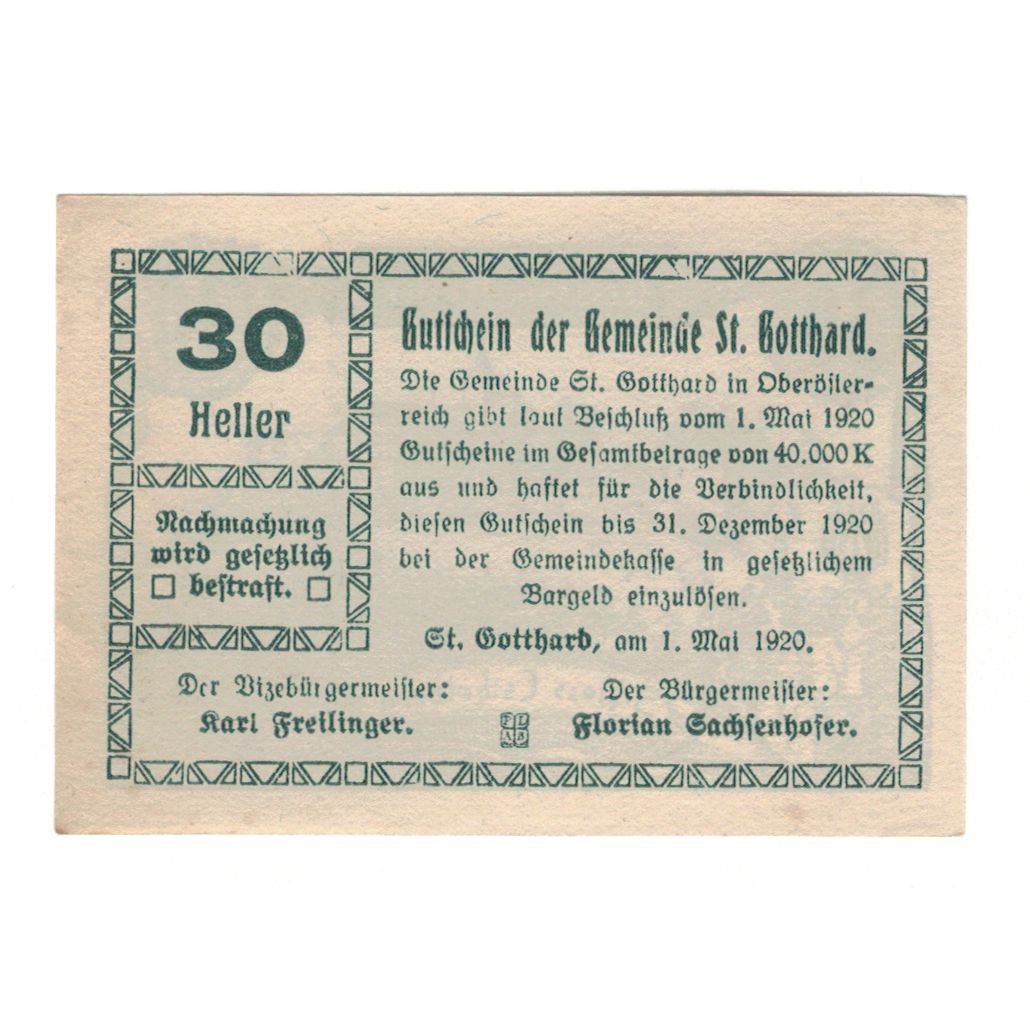 30
Heller
Nachmachung
wird gesetzlich
bestraft.
Gutschein der Gemeinde St. Gotthard.
Die Gemeinde St. Gotthard in Oberöster-
reich gibt laut Beschluß vom 1. Mai 1920
Gutscheine im Gesamtbetrage von 40.000 K
aus und haftet für die Verbindlichkeit,
diesen Gutschein bis 31. Dezember 1920
bei der Gemeindekasse in gesetzlichem
Bargeld einzulösen.
St. Gotthard, am 1. Mai 1920.
Der Vizebürgermeister:
Karl Freilinger.
Der Bürgermeister:
Florian Sachsenhofer.